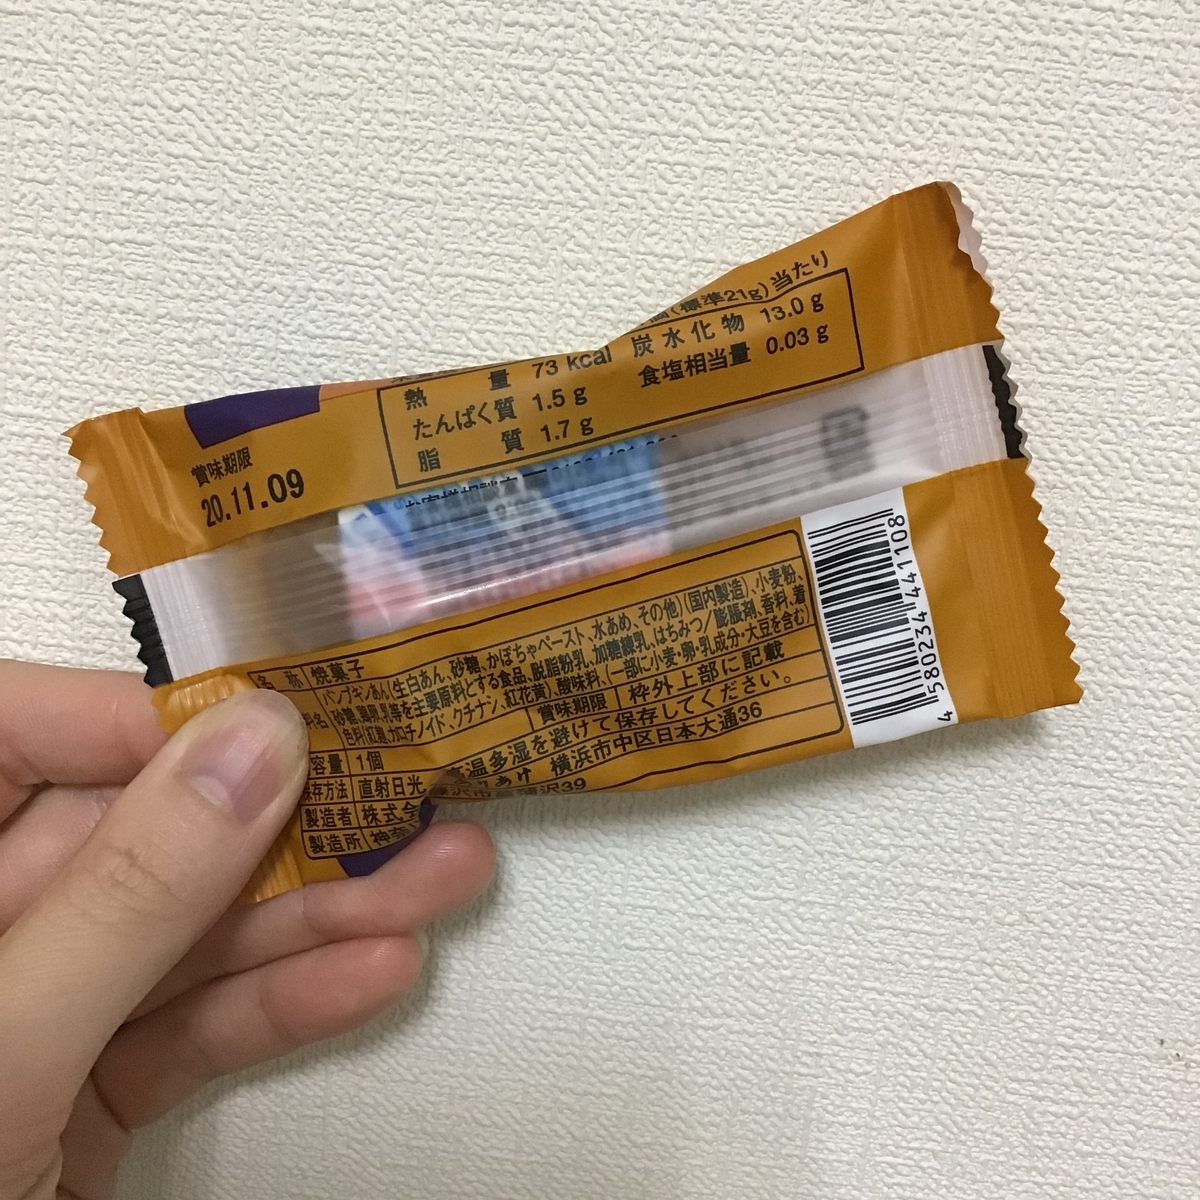 個(標準21g)当たり
熱量 73 kcal 炭水化物 13.0 g
たんぱく質 1.5 g 食塩相当量 0.03 g
脂質 1.7 g
賞味期限
20.11.09
名称 焼菓子
パンプキンあん(生白あん、砂糖、かぼちゃペースト、水あめ、その他)(国内製造)、小麦粉、
砂糖、鶏卵、乳等を主要原料とする食品、脱脂粉乳、加糖練乳、はちみつ/膨脹剤、香料、着
色料(紅麹、カロチノイド、クチナシ、紅花黄)、酸味料、(一部に小麦・卵・乳成分・大豆を含む)
容量 1個 賞味期限 枠外上部に記載
保存方法 直射日光 高温多湿を避けて保存してください。
製造者 株式会 あけ 横浜市中区日本大通36
製造所 神奈 沢39
4 580234 441108